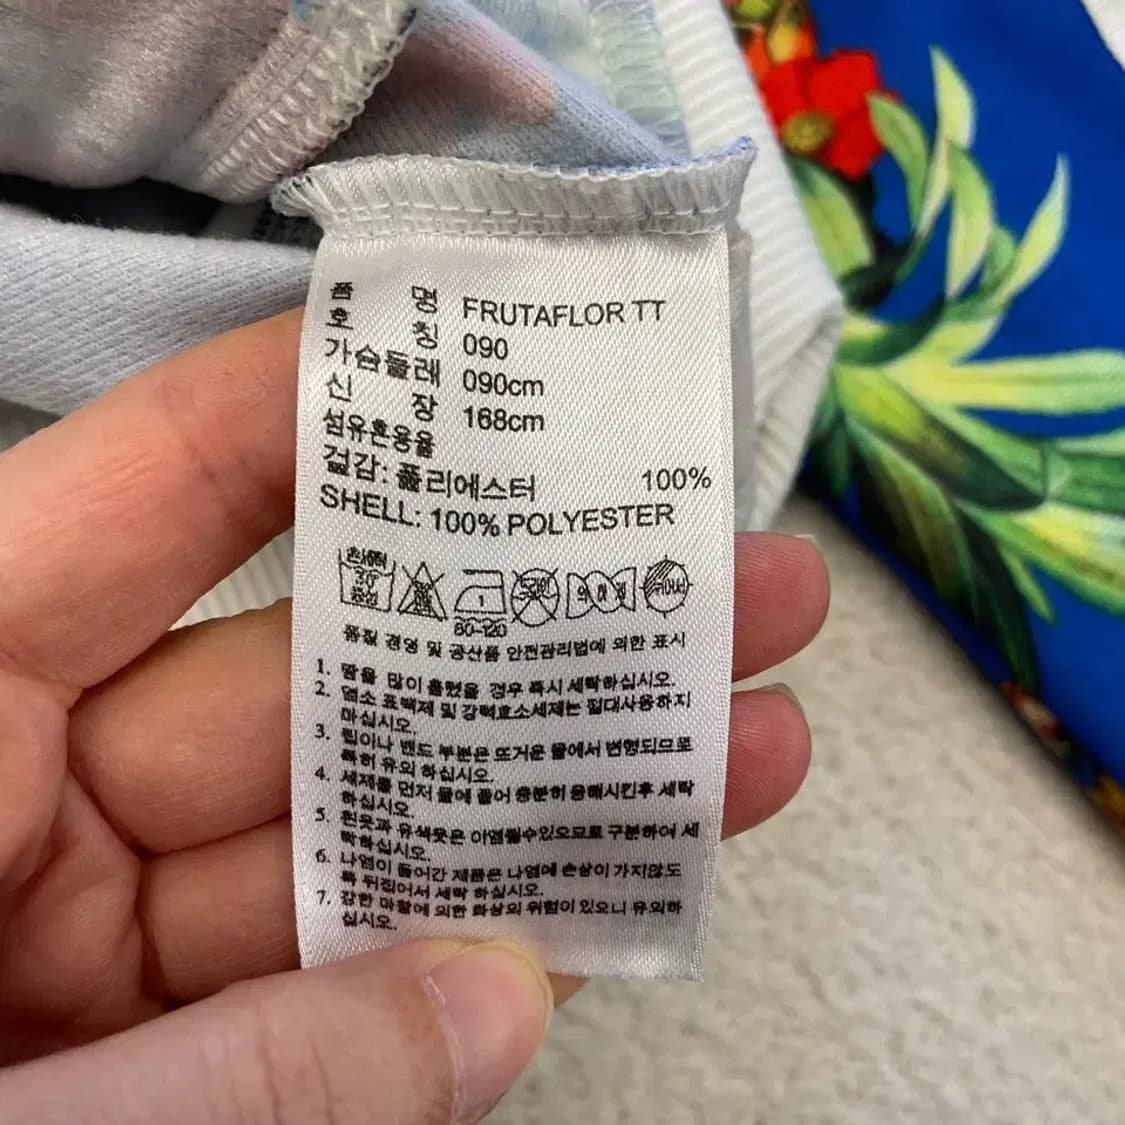 품 명 FRUTAFLOR TT
호 칭 090
가슴둘레 090cm
신 장 168cm
섬유혼용율
겉감: 폴리에스터 100%
SHELL: 100% POLYESTER
손세탁
30°
중성
1
80-120
품질 경영 및 공산품 안전관리법에 의한 표시
1. 땀을 많이 흘렸을 경우 즉시 세탁하십시오.
2. 염소 표백제 및 강력효소세제는 절대사용하지
마십시오.
3. 립이나 밴드 부분은 뜨거운 물에서 변형되므로
특히 유의 하십시오.
4. 세제를 먼저 물에 풀어 충분히 용해시킨후 세탁
하십시오.
5. 흰옷과 유색옷은 이염될수있으므로 구분하여 세
탁하십시오.
6. 나염이 들어간 제품은 나염에 손상이 가지않도
록 뒤집어서 세탁 하십시오.
7. 강한 마찰에 의한 파손의 위험이 있으니 유의하
십시오.